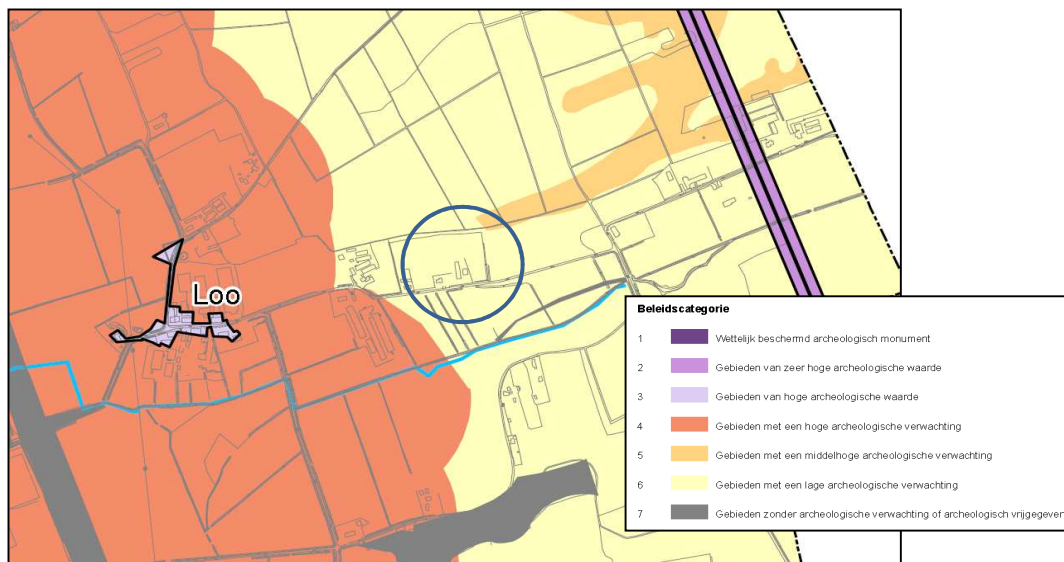 Loo
Beleidscategorie
1 Wettelijk beschermd archeologisch monument
2 Gebieden van zeer hoge archeologische waarde
3 Gebieden van hoge archeologische waarde
4 Gebieden met een hoge archeologische verwachting
5 Gebieden met een middelhoge archeologische verwachting
6 Gebieden met een lage archeologische verwachting
7 Gebieden zonder archeologische verwachting of archeologisch vrijgegeven